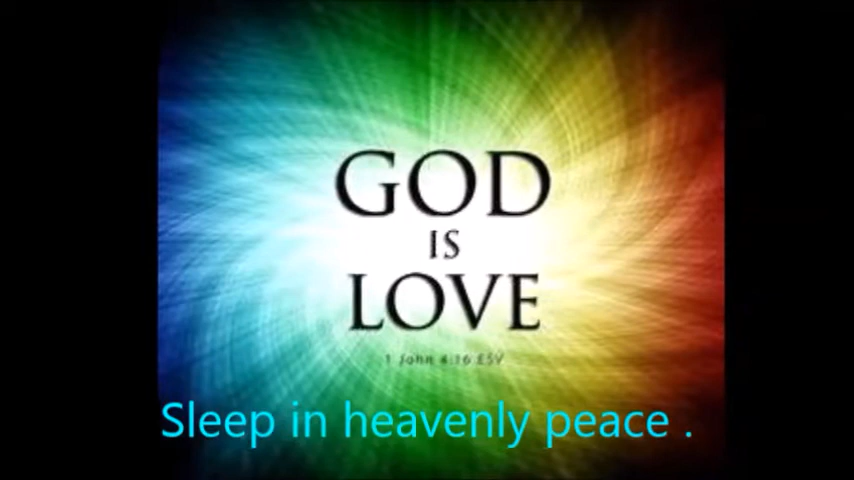 GOD
IS
LOVE
1 John 4:16 ESV
Sleep in heavenly peace .